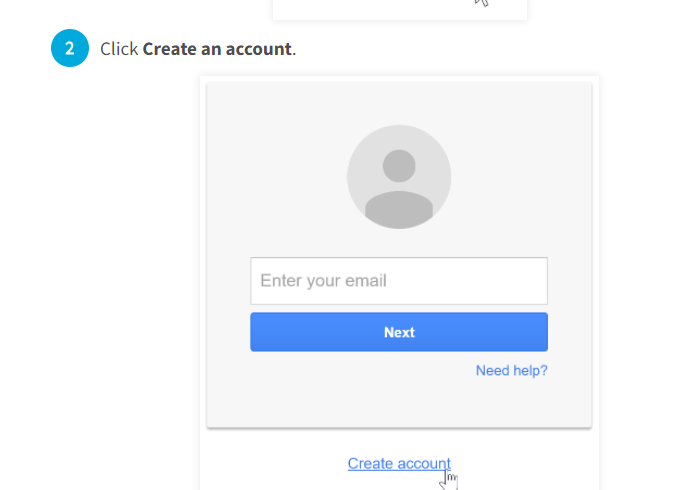 2 Click Create an account.
Enter your email
Next
Need help?
Create account